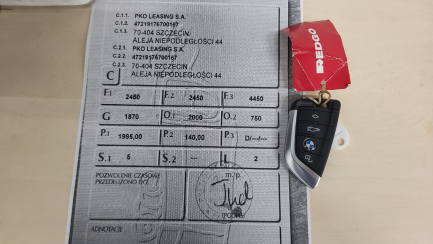 C.1.1. PKO LEASING S.A.
C.1.2. 47219176700167
C.1.3. 70-404 SZCZECIN
ALEJA NIEPODLEGŁOŚCI 44
C.2.1. PKO LEASING S.A.
C.2.2. 47219176700167
C.2.3. 70-404 SZCZECIN
ALEJA NIEPODLEGŁOŚCI 44
C
F.1 2450 F.2 2450 F.3 4450
G 1870 O.1 2000 O.2 750
P.1 1995,00 P.2 140,00 P.3 D/---/---
S.1 5 S.2 --- L 2
POZWOLENIE CZASOWE
PRZEDŁUŻONO DO:
m.p.
ADNOTACJE
REDGO
BMW